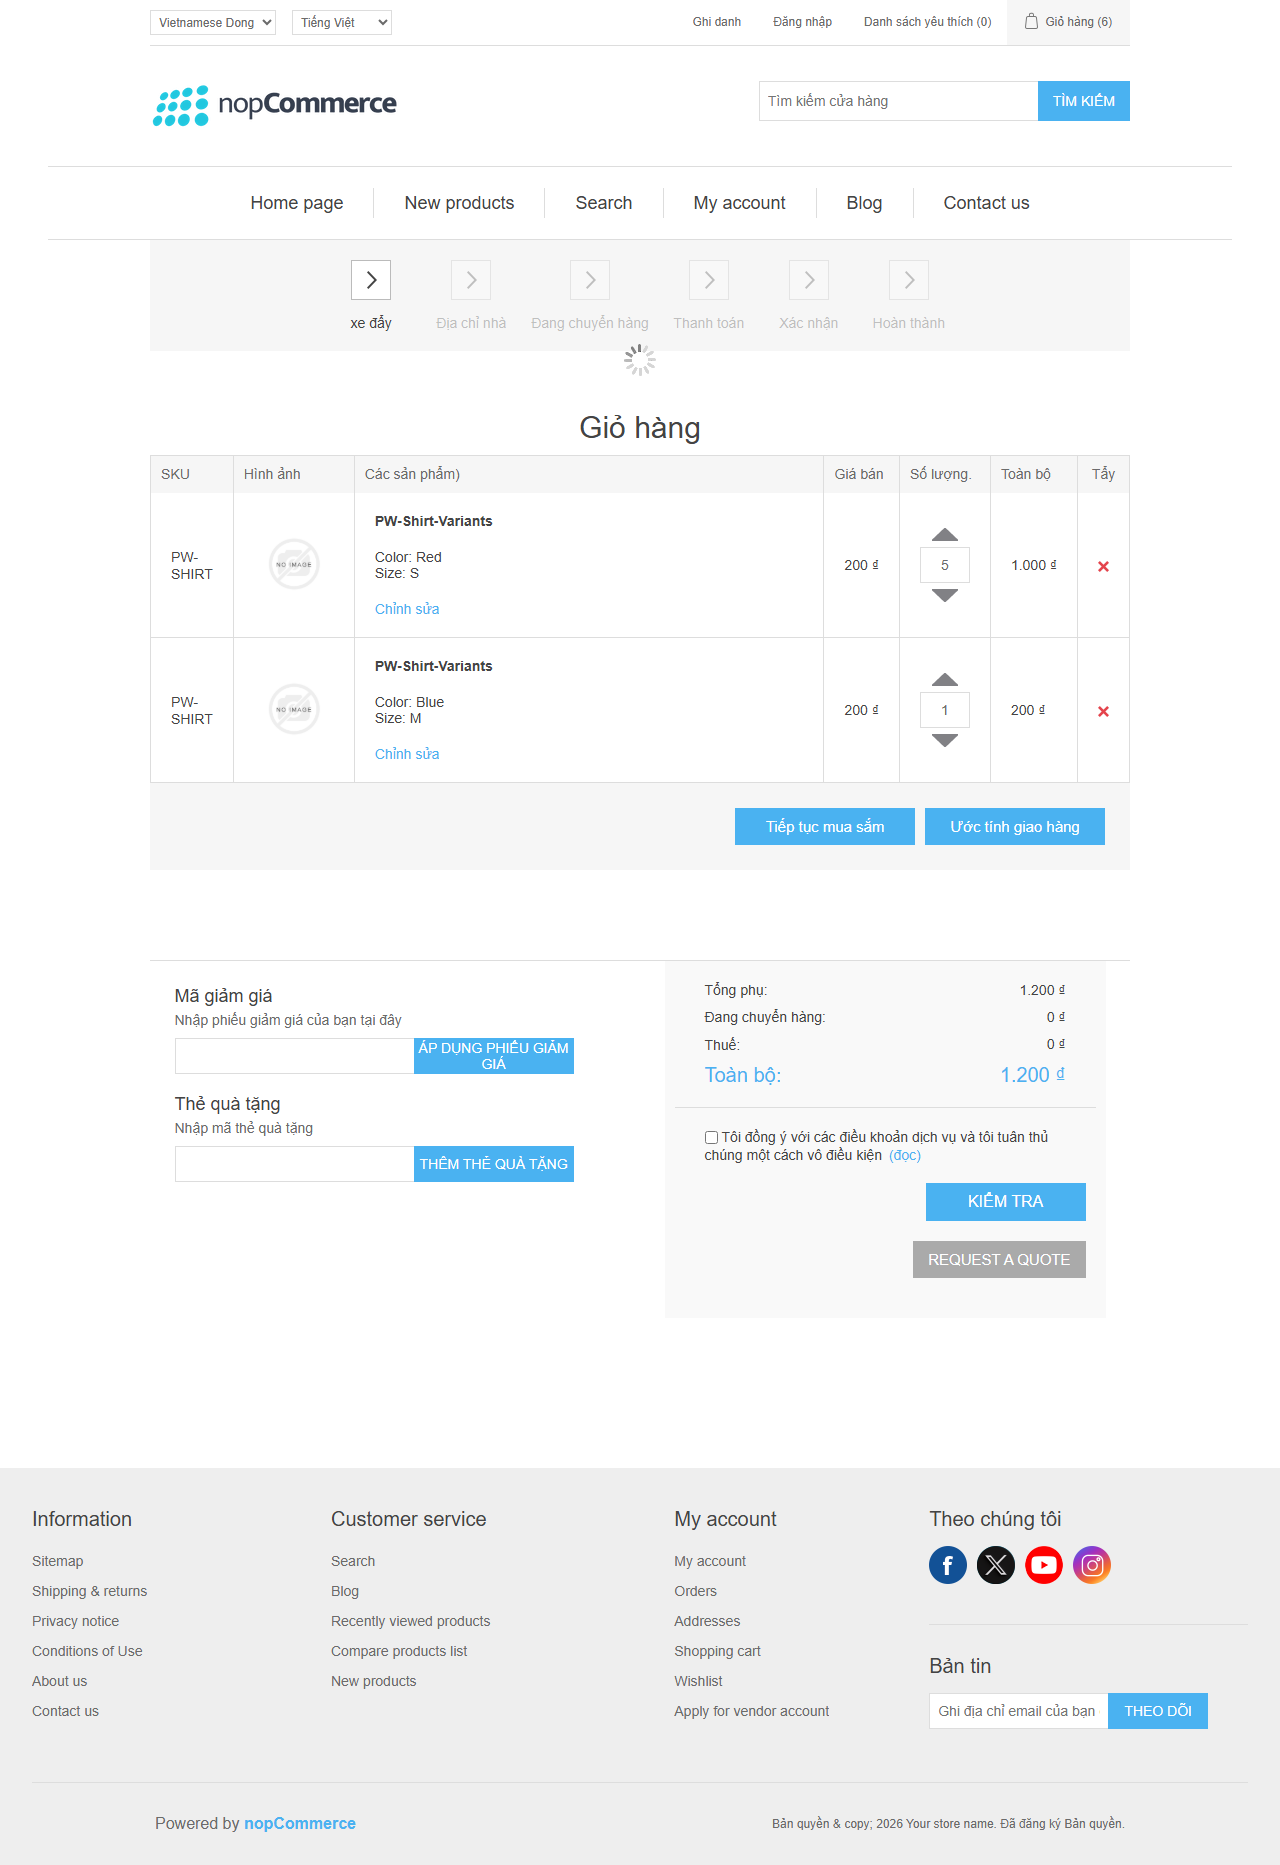 Vietnamese Dong Tiếng Việt Ghi danh Đăng nhập Danh sách yêu thích (0) Giỏ hàng (6)
nopCommerce Tìm kiếm cửa hàng TÌM KIẾM
Home page New products Search My account Blog Contact us
xe đẩy Địa chỉ nhà Đang chuyển hàng Thanh toán Xác nhận Hoàn thành
Giỏ hàng
SKU Hình ảnh Các sản phẩm) Giá bán Số lượng. Toàn bộ Tẩy
PW-Shirt-Variants
PW-
SHIRT
NO IMAGE
Color: Red
Size: S
Chỉnh sửa
200 ₫ 5 1.000 ₫
PW-Shirt-Variants
PW-
SHIRT
NO IMAGE
Color: Blue
Size: M
Chỉnh sửa
200 ₫ 1 200 ₫
Tiếp tục mua sắm Ước tính giao hàng
Mã giảm giá
Nhập phiếu giảm giá của bạn tại đây
ÁP DỤNG PHIẾU GIẢM
GIÁ
Thẻ quà tặng
Nhập mã thẻ quà tặng
THÊM THẺ QUÀ TẶNG
Tổng phụ: 1.200 ₫
Đang chuyển hàng: 0 ₫
Thuế: 0 ₫
Toàn bộ: 1.200 ₫
Tôi đồng ý với các điều khoản dịch vụ và tôi tuân thủ
chúng một cách vô điều kiện (đọc)
KIỂM TRA
REQUEST A QUOTE
Information Customer service My account Theo chúng tôi
Sitemap Search My account
Shipping & returns Blog Orders
Privacy notice Recently viewed products Addresses
Conditions of Use Compare products list Shopping cart
About us New products Wishlist
Contact us Apply for vendor account
Bản tin
Ghi địa chỉ email của bạn THEO DÕI
Powered by nopCommerce Bản quyền & copy; 2026 Your store name. Đã đăng ký Bản quyền.